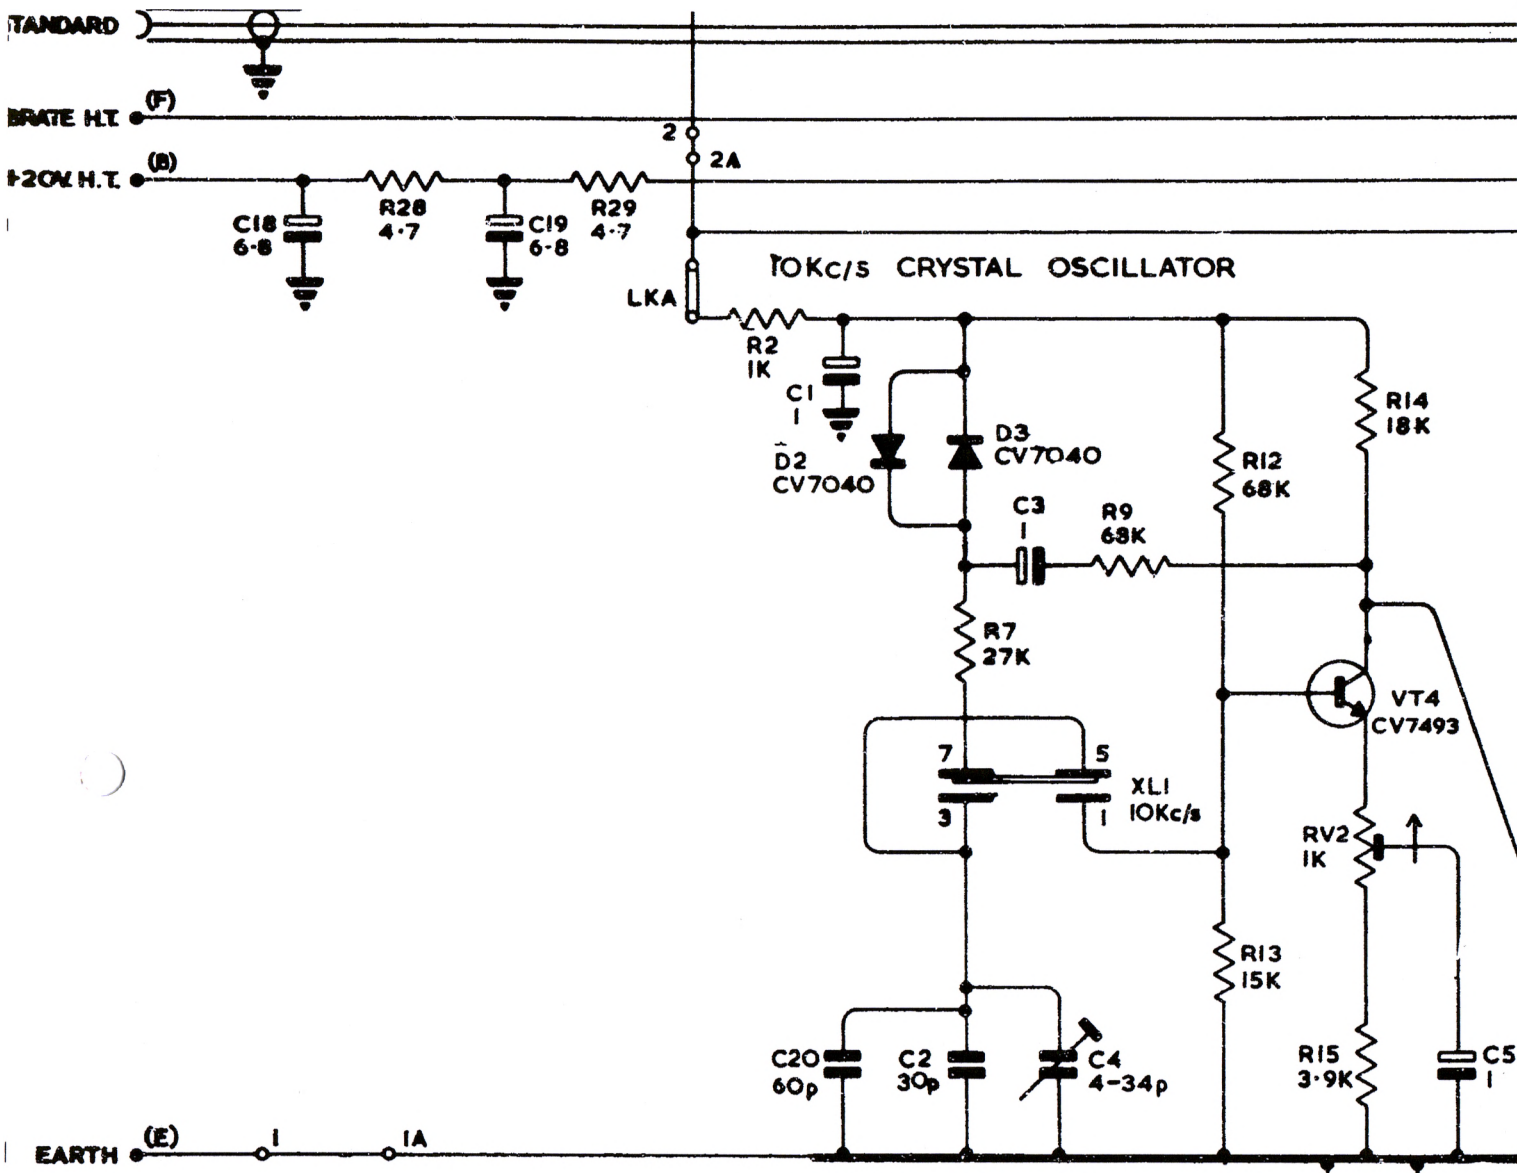 TANDARD
BRATE H.T. (F)
2
2A
+20V. H.T. (B)
C18
6·8
R28
4·7
C19
6·8
R29
4·7
10Kc/s CRYSTAL OSCILLATOR
LKA
R2
1K
C1
1
D2
CV7040
D3
CV7040
R14
18K
R12
68K
C3
1
R9
68K
R7
27K
VT4
CV7493
7
5
3
1
XL1
10Kc/s
RV2
1K
R13
15K
C20
60p
C2
30p
C4
4-34p
R15
3·9K
C5
1
EARTH (E)
1
1A